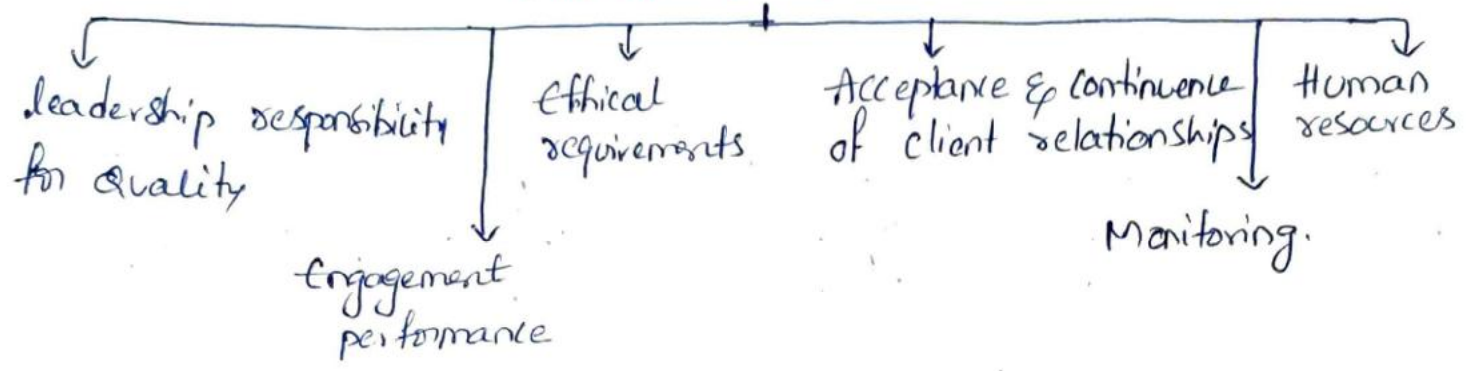 leadership responsibility
for Quality
Engagement
performance
Ethical
requirements
Acceptance & Continuence
of client relationships
Monitoring.
Human
resources